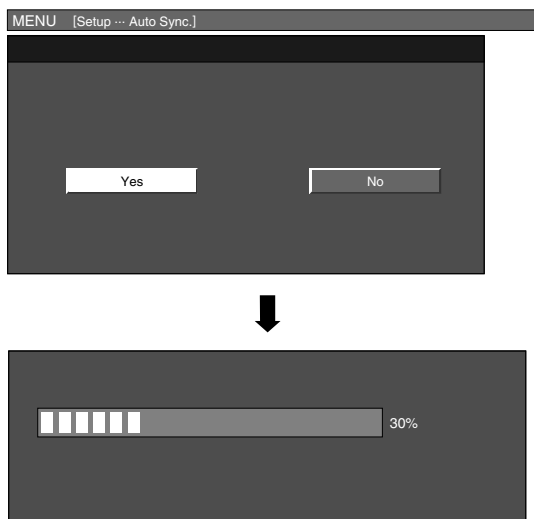 MENU [Setup ··· Auto Sync.]
Yes No
30%